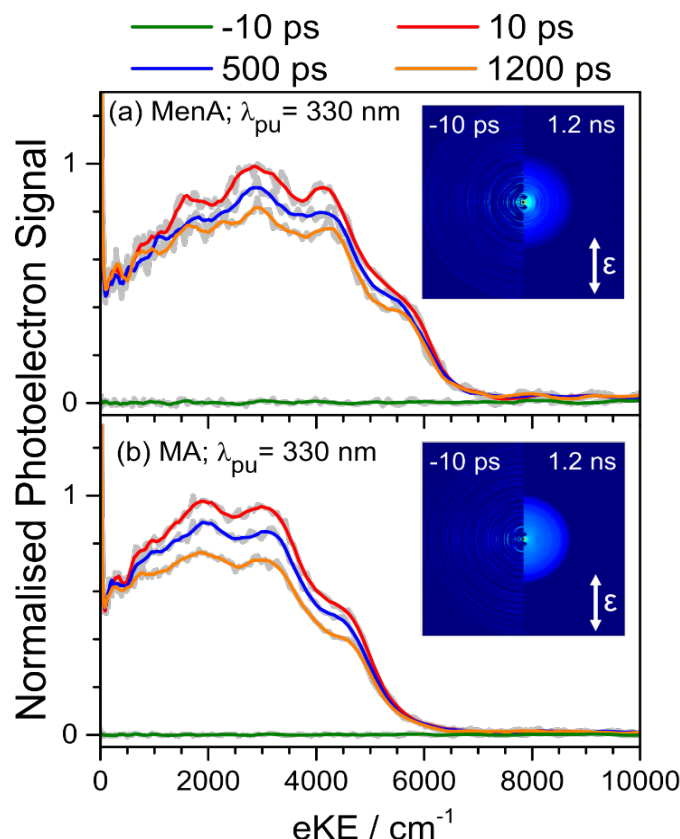 -10 ps 10 ps
500 ps 1200 ps
(a) MenA; λpu = 330 nm
-10 ps 1.2 ns
ε
1
0
(b) MA; λpu = 330 nm
-10 ps 1.2 ns
ε
1
0
0 2000 4000 6000 8000 10000
Normalised Photoelectron Signal
eKE / cm⁻¹